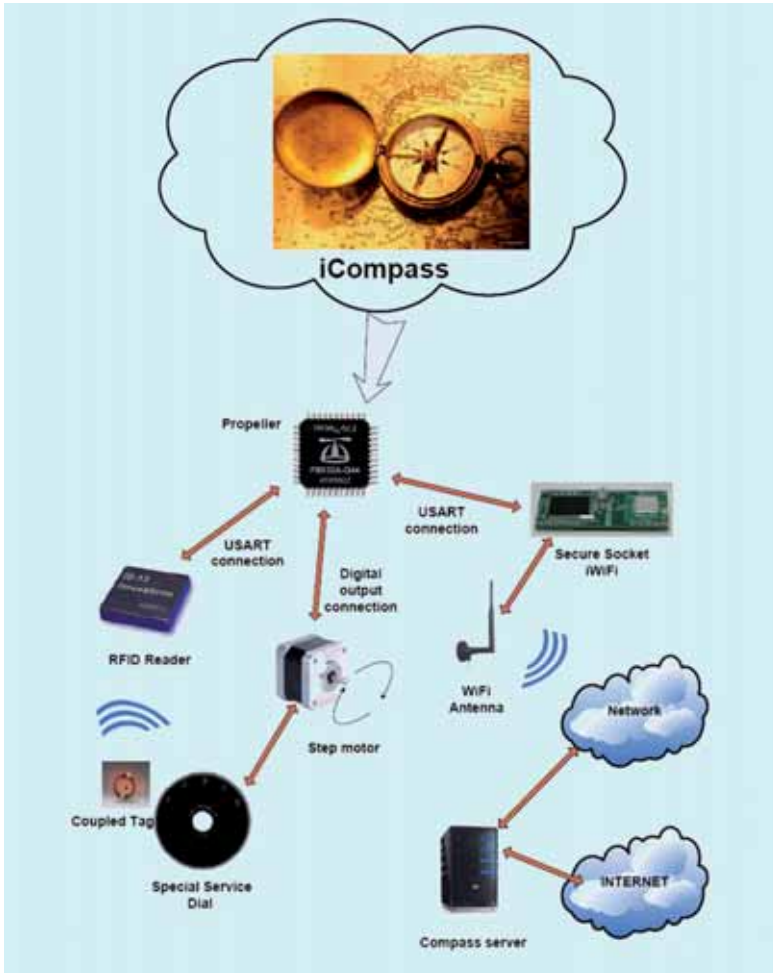 iCompass
Propeller
USART
connection
USART
connection
Digital
output
connection
Secure Socket
iWiFi
RFID Reader
Step motor
WiFi
Antenna
Network
Coupled Tag
Special Service
Dial
INTERNET
Compass server